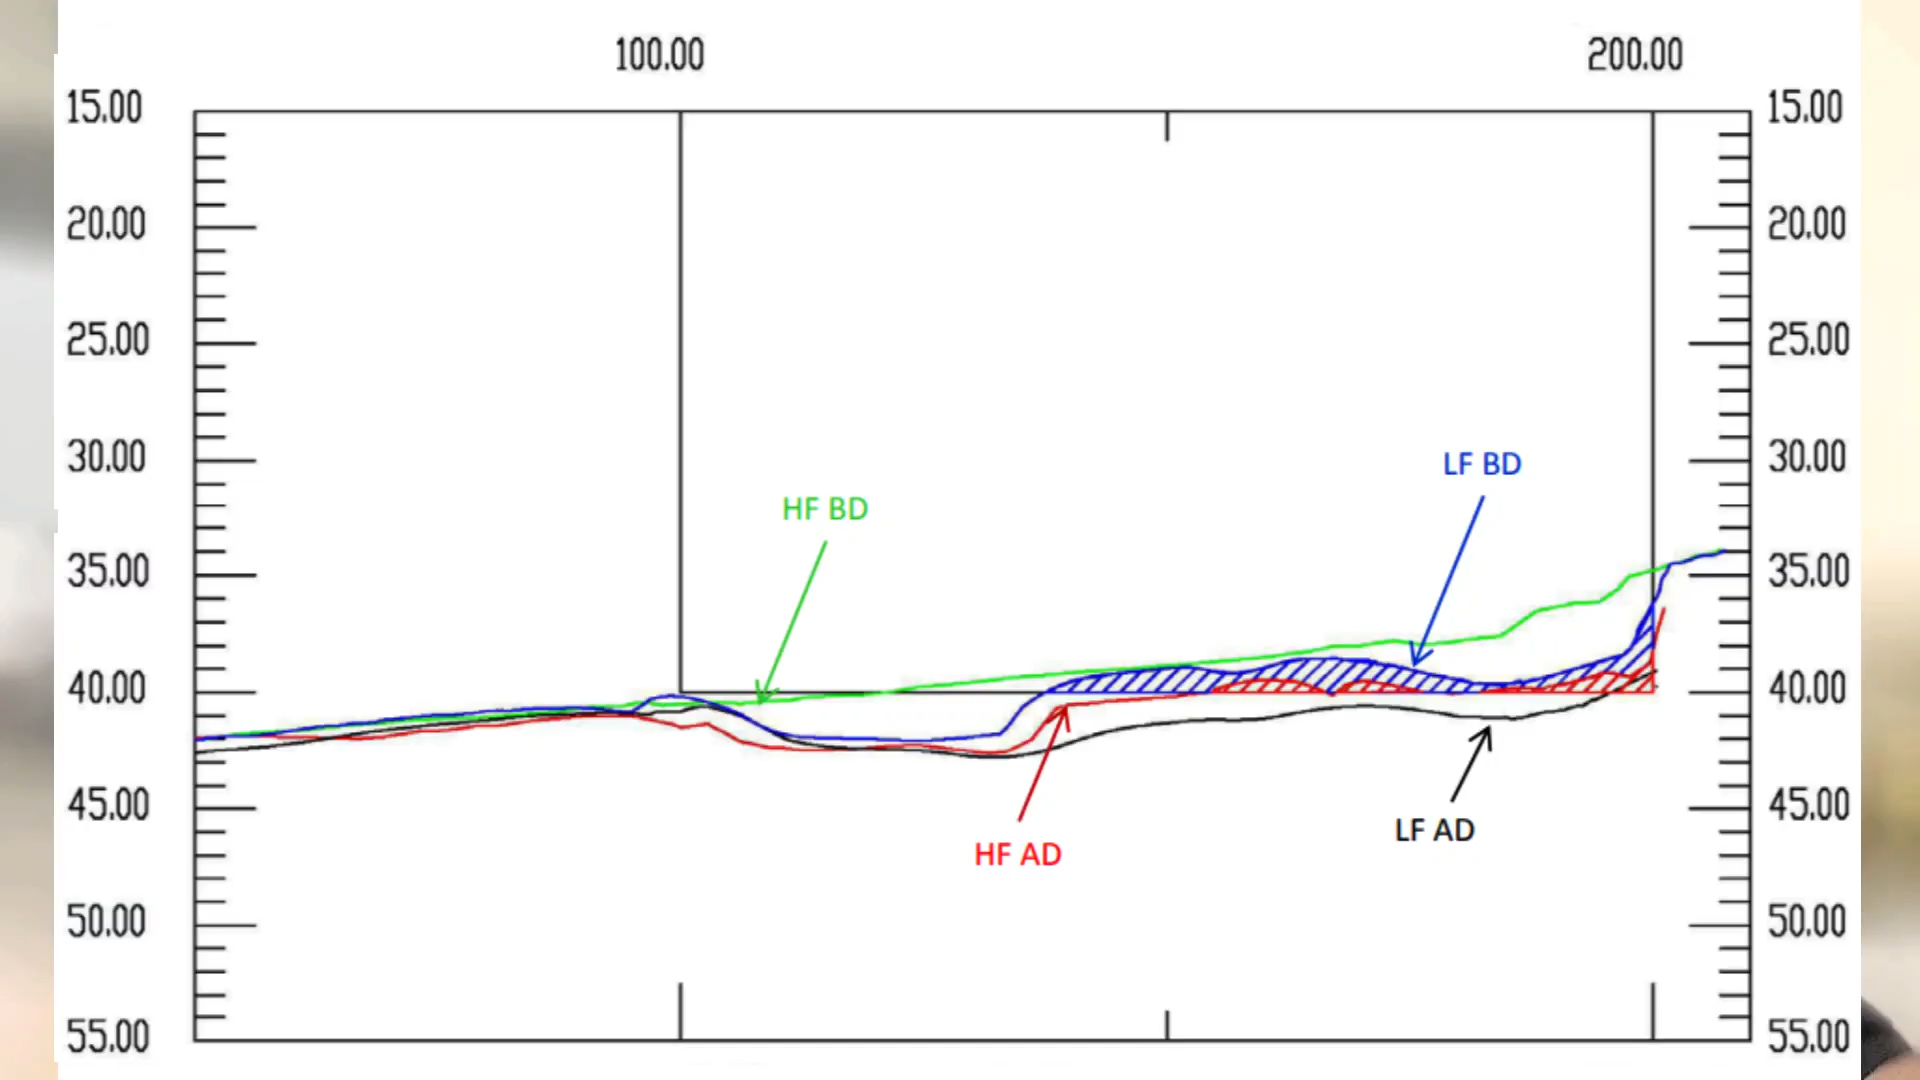 100.00 200.00
15.00 15.00
20.00 20.00
25.00 25.00
30.00 30.00
LF BD
HF BD
35.00 35.00
40.00 40.00
45.00 45.00
LF AD
HF AD
50.00 50.00
55.00 55.00